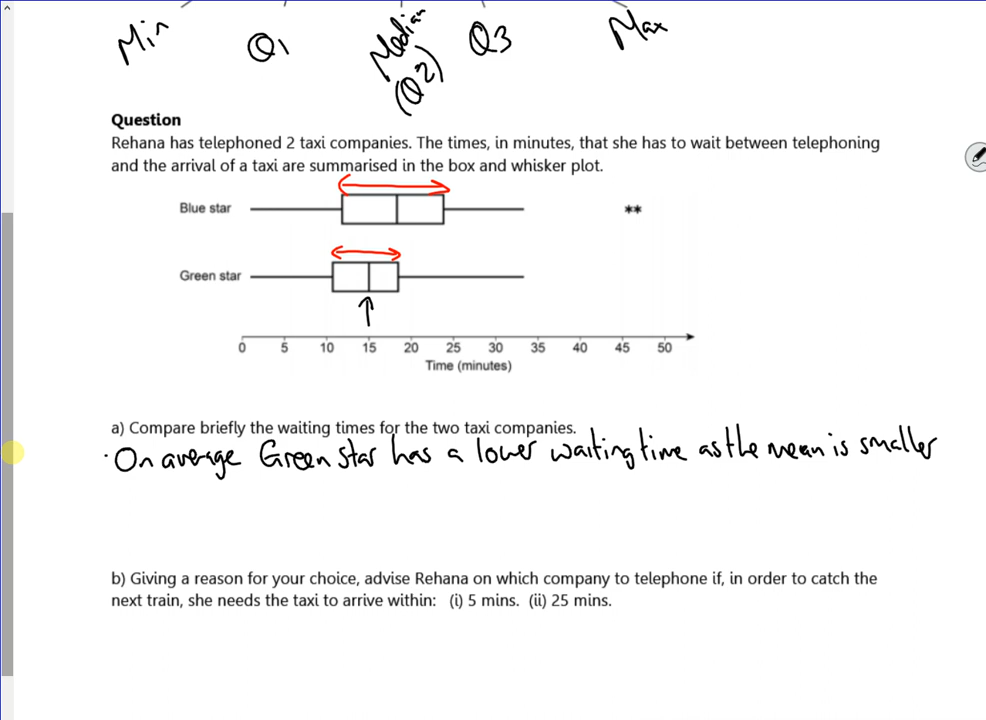 Min Q1 Median Q3 Max
(Q2)
Question
Rehana has telephoned 2 taxi companies. The times, in minutes, that she has to wait between telephoning
and the arrival of a taxi are summarised in the box and whisker plot.
Blue star **
Green star
0 5 10 15 20 25 30 35 40 45 50
Time (minutes)
a) Compare briefly the waiting times for the two taxi companies.
· On average Green star has a lower waiting time as the mean is smaller
b) Giving a reason for your choice, advise Rehana on which company to telephone if, in order to catch the
next train, she needs the taxi to arrive within: (i) 5 mins. (ii) 25 mins.